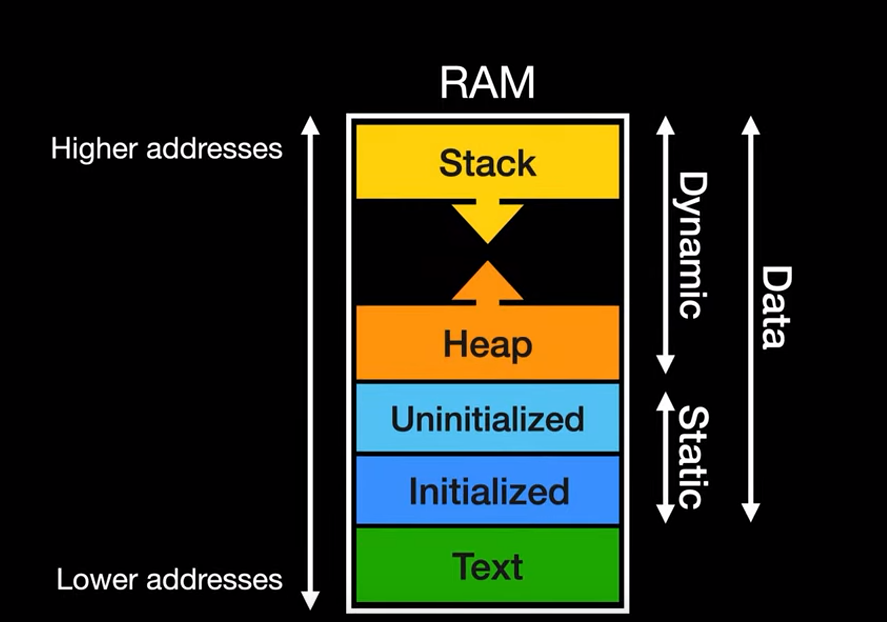 RAM
Higher addresses
Stack
Heap
Uninitialized
Initialized
Text
Lower addresses
Dynamic
Static
Data